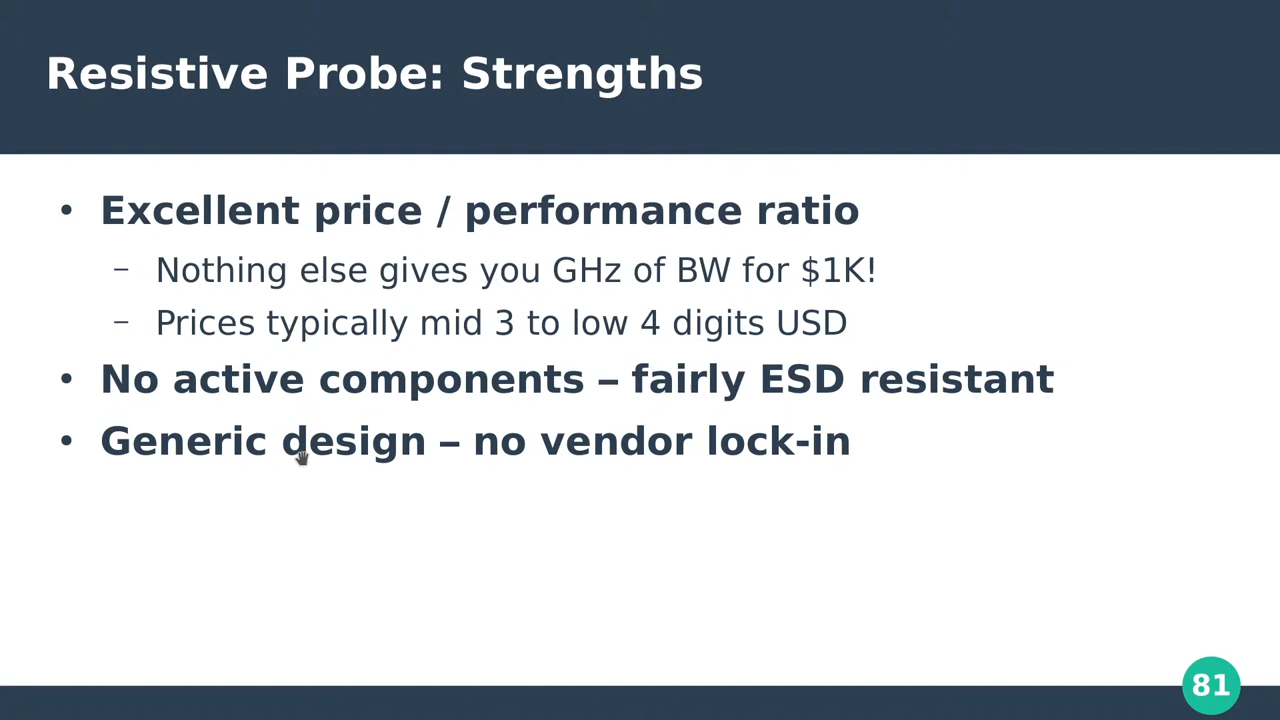 Resistive Probe: Strengths
• Excellent price / performance ratio
– Nothing else gives you GHz of BW for $1K!
– Prices typically mid 3 to low 4 digits USD
• No active components – fairly ESD resistant
• Generic design – no vendor lock-in
81